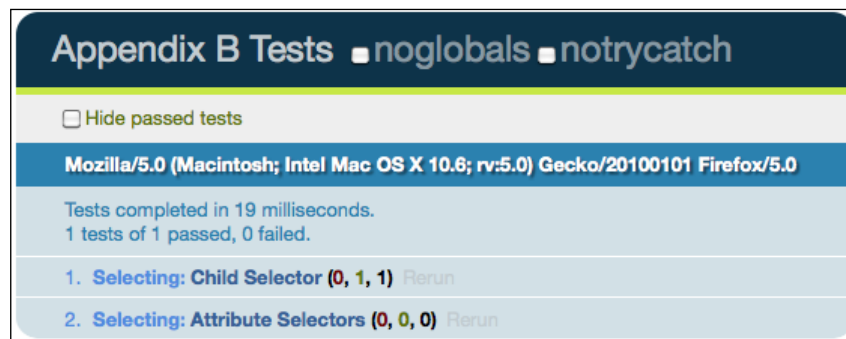 Appendix B Tests noglobals notrycatch
Hide passed tests
Mozilla/5.0 (Macintosh; Intel Mac OS X 10.6; rv:5.0) Gecko/20100101 Firefox/5.0
Tests completed in 19 milliseconds.
1 tests of 1 passed, 0 failed.
1. Selecting: Child Selector (0, 1, 1) Rerun
2. Selecting: Attribute Selectors (0, 0, 0) Rerun